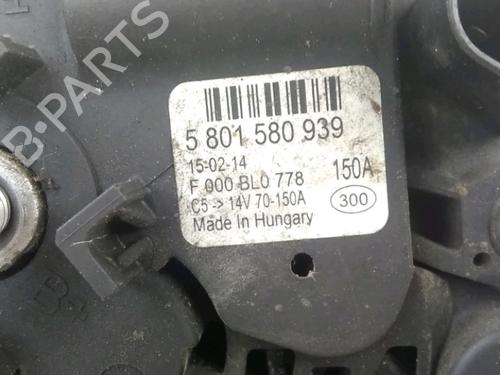 5 801 580 939
15-02-14
F 000 BL0 778 150A
C5-> 14V 70-150A 300
Made In Hungary
B-PARTS
B+